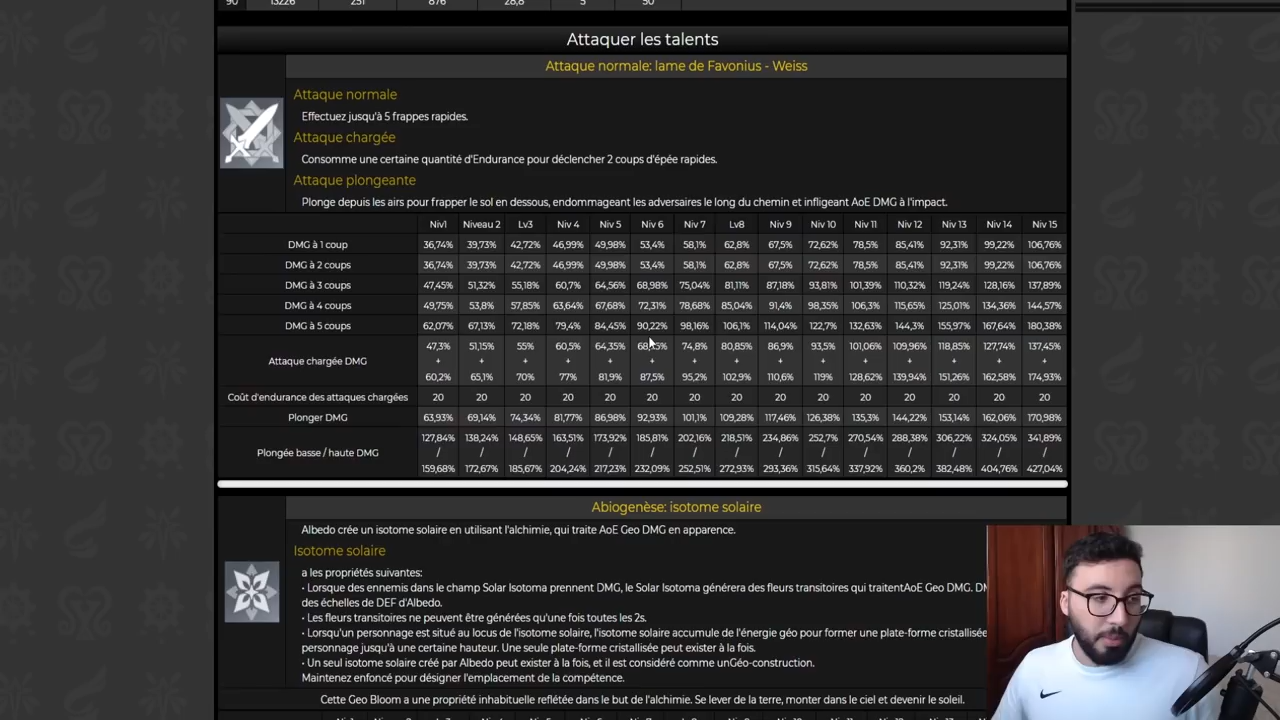 90 13226 251 876 28,8 5 50
Attaquer les talents
Attaque normale: lame de Favonius - Weiss
Attaque normale
Effectuez jusqu'à 5 frappes rapides.
Attaque chargée
Consomme une certaine quantité d'Endurance pour déclencher 2 coups d'épée rapides.
Attaque plongeante
Plonge depuis les airs pour frapper le sol en dessous, endommageant les adversaires le long du chemin et infligeant AoE DMG à l'impact.
Niv1 Niveau 2 Lv3 Niv 4 Niv 5 Niv 6 Niv 7 Lv8 Niv 9 Niv 10 Niv 11 Niv 12 Niv 13 Niv 14 Niv 15
DMG à 1 coup 36,74% 39,73% 42,72% 46,99% 49,98% 53,4% 58,1% 62,8% 67,5% 72,62% 78,5% 85,41% 92,31% 99,22% 106,76%
DMG à 2 coups 36,74% 39,73% 42,72% 46,99% 49,98% 53,4% 58,1% 62,8% 67,5% 72,62% 78,5% 85,41% 92,31% 99,22% 106,76%
DMG à 3 coups 47,45% 51,32% 55,18% 60,7% 64,56% 68,98% 75,04% 81,11% 87,18% 93,81% 101,39% 110,32% 119,24% 128,16% 137,89%
DMG à 4 coups 49,75% 53,8% 57,85% 63,64% 67,68% 72,31% 78,68% 85,04% 91,4% 98,35% 106,3% 115,65% 125,01% 134,36% 144,57%
DMG à 5 coups 62,07% 67,13% 72,18% 79,4% 84,45% 90,22% 98,16% 106,1% 114,04% 122,7% 132,63% 144,3% 155,97% 167,64% 180,38%
47,3% 51,15% 55% 60,5% 64,35% 74,8% 80,85% 86,9% 93,5% 101,06% 109,96% 118,85% 127,74% 137,45%
Attaque chargée DMG + + + + + + + + + + + + + + +
60,2% 65,1% 70% 77% 81,9% 87,5% 95,2% 102,9% 110,6% 119% 128,62% 139,94% 151,26% 162,58% 174,93%
Coût d'endurance des attaques chargées 20 20 20 20 20 20 20 20 20 20 20 20 20 20 20
Plonger DMG 63,93% 69,14% 74,34% 81,77% 86,98% 92,93% 101,1% 109,28% 117,46% 126,38% 135,3% 144,22% 153,14% 162,06% 170,98%
127,84% 138,24% 148,65% 163,51% 173,92% 185,81% 202,16% 218,51% 234,86% 252,7% 270,54% 288,38% 306,22% 324,05% 341,89%
Plongée basse / haute DMG / / / / / / / / / / / / / / /
159,68% 172,67% 185,67% 204,24% 217,23% 232,09% 252,51% 272,93% 293,36% 315,64% 337,92% 360,2% 382,48% 404,76% 427,04%
Abiogenèse: isotome solaire
Albedo crée un isotome solaire en utilisant l'alchimie, qui traite AoE Geo DMG en apparence.
Isotome solaire
a les propriétés suivantes:
• Lorsque des ennemis dans le champ Solar Isotoma prennent DMG, le Solar Isotoma générera des fleurs transitoires qui traitentAoE Geo DMG. DM
des échelles de DEF d'Albedo.
• Les fleurs transitoires ne peuvent être générées qu'une fois toutes les 2s.
• Lorsqu'un personnage est situé au locus de l'isotome solaire, l'isotome solaire accumule de l'énergie géo pour former une plate-forme cristallisée
personnage jusqu'à une certaine hauteur. Une seule plate-forme cristallisée peut exister à la fois.
• Un seul isotome solaire créé par Albedo peut exister à la fois, et il est considéré comme unGéo-construction.
Maintenez enfoncé pour désigner l'emplacement de la compétence.
Cette Geo Bloom a une propriété inhabituelle reflétée dans le but de l'alchimie. Se lever de la terre, monter dans le ciel et devenir le soleil.